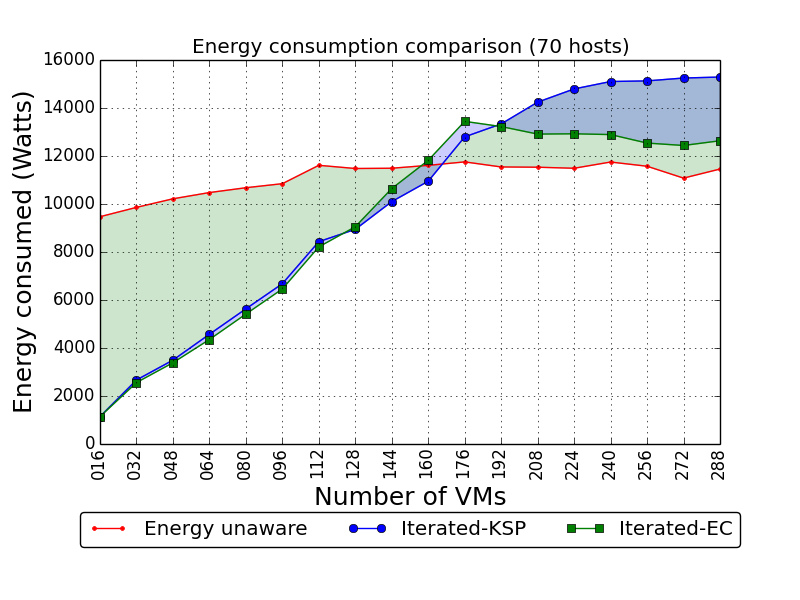 Energy consumption comparison (70 hosts)
Energy consumed (Watts)
16000
14000
12000
10000
8000
6000
4000
2000
0
016 032 048 064 080 096 112 128 144 160 176 192 208 224 240 256 272 288
Number of VMs
Energy unaware Iterated-KSP Iterated-EC